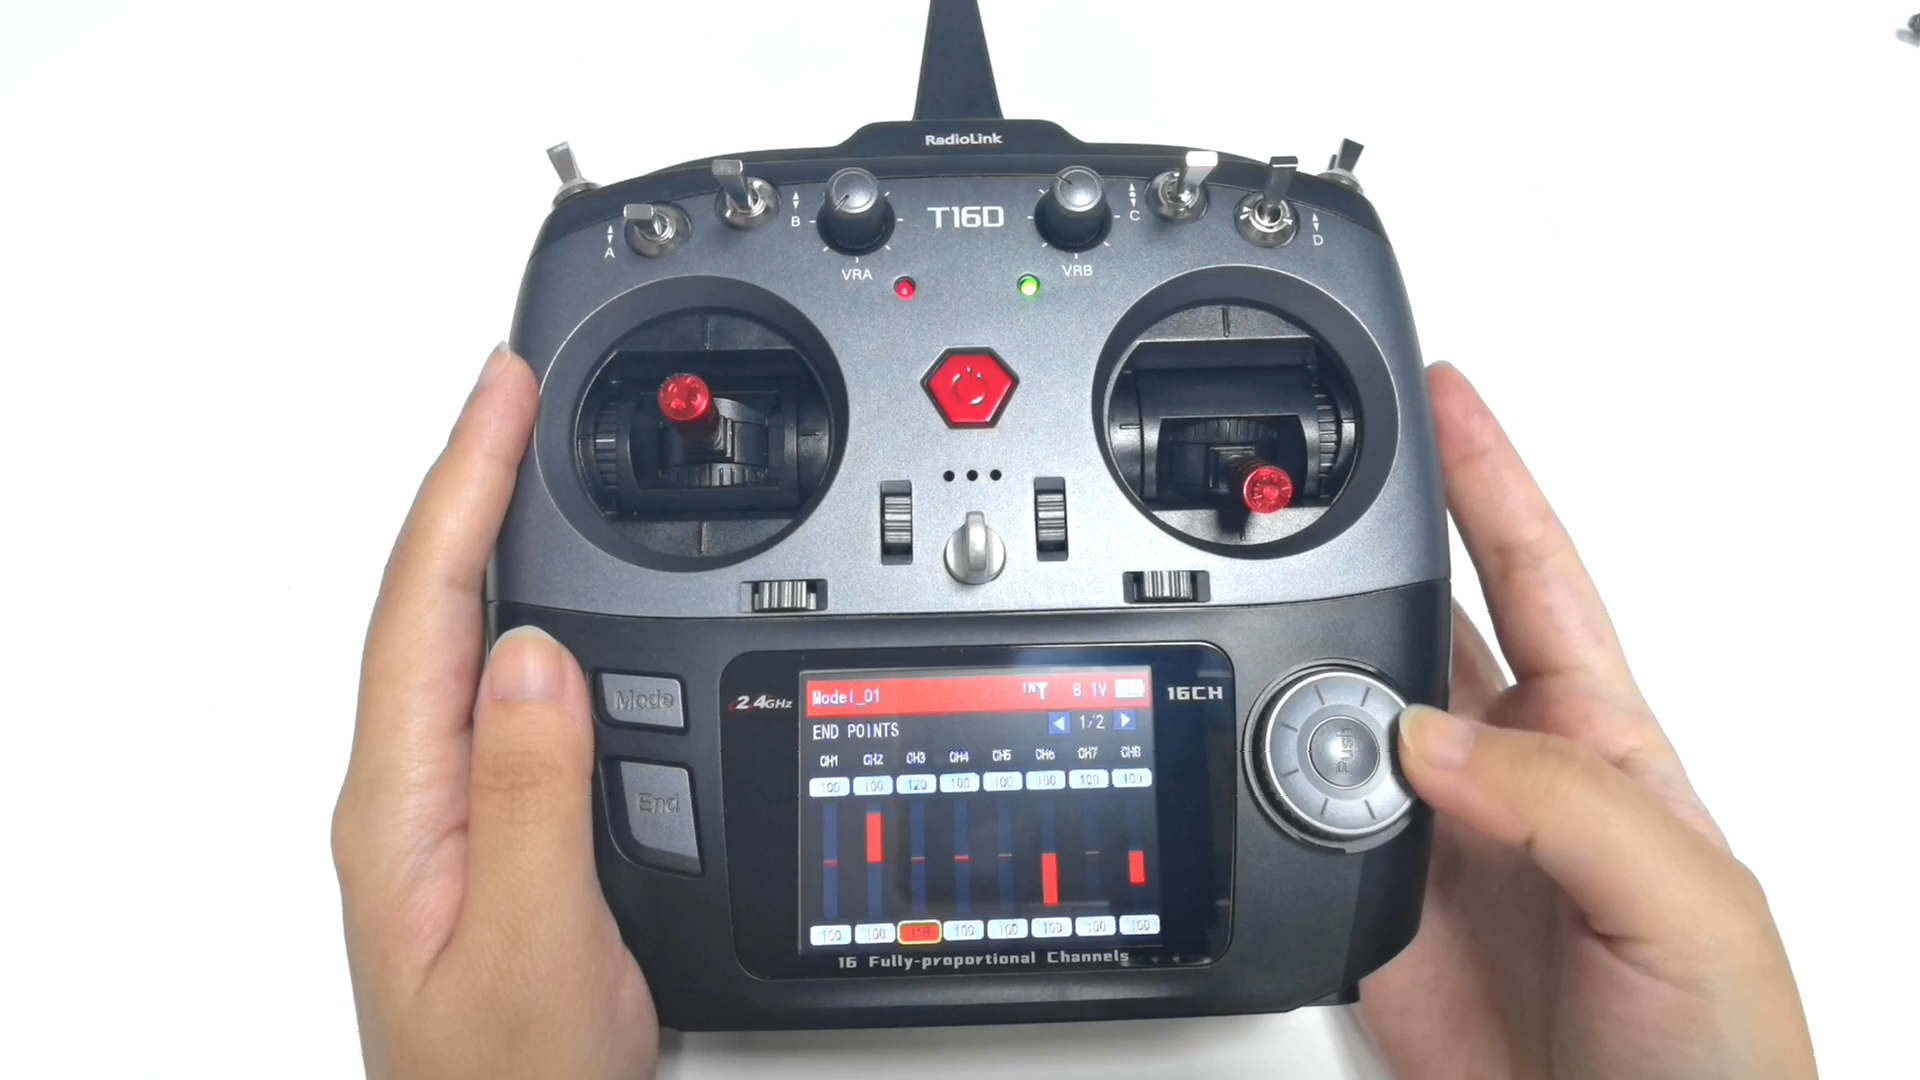 RadioLink
T16D
A
B
C
D
VRA
VRB
Mode
End
2.4GHz
16CH
Push
Model_01 IN 8.1V
END POINTS 1/2
CH1 CH2 CH3 CH4 CH5 CH6 CH7 CH8
100 100 120 100 100 100 100 100
100 100 118 100 100 100 100 100
16 Fully-proportional Channels